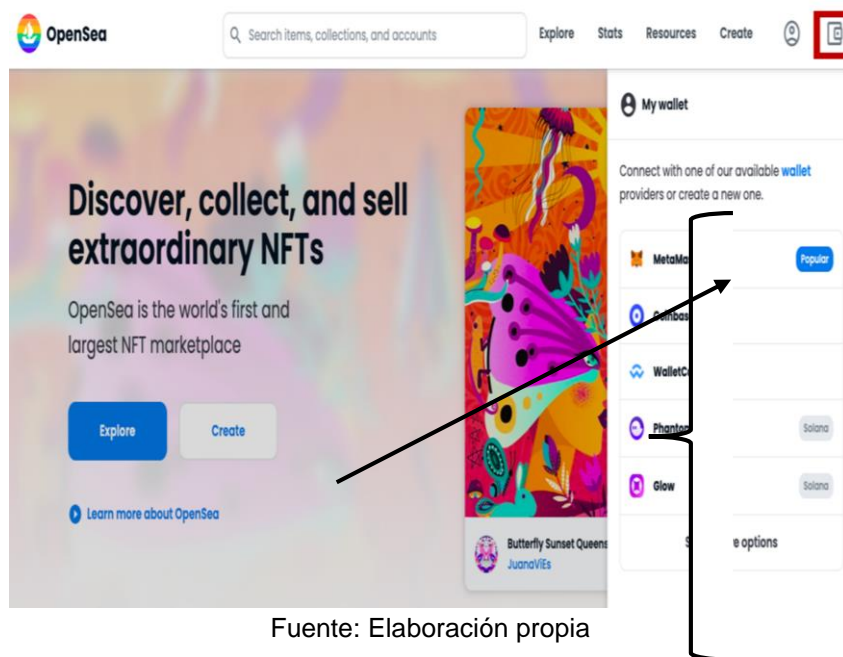 OpenSea
Search items, collections, and accounts
Explore
Stats
Resources
Create
My wallet
Connect with one of our available wallet
providers or create a new one.
Discover, collect, and sell
extraordinary NFTs
OpenSea is the world's first and
largest NFT marketplace
Explore
Create
Learn more about OpenSea
Butterfly Sunset Queens
JuanaViEs
Popular
Phantom
Solana
Glow
Solana
options
Fuente: Elaboración propia